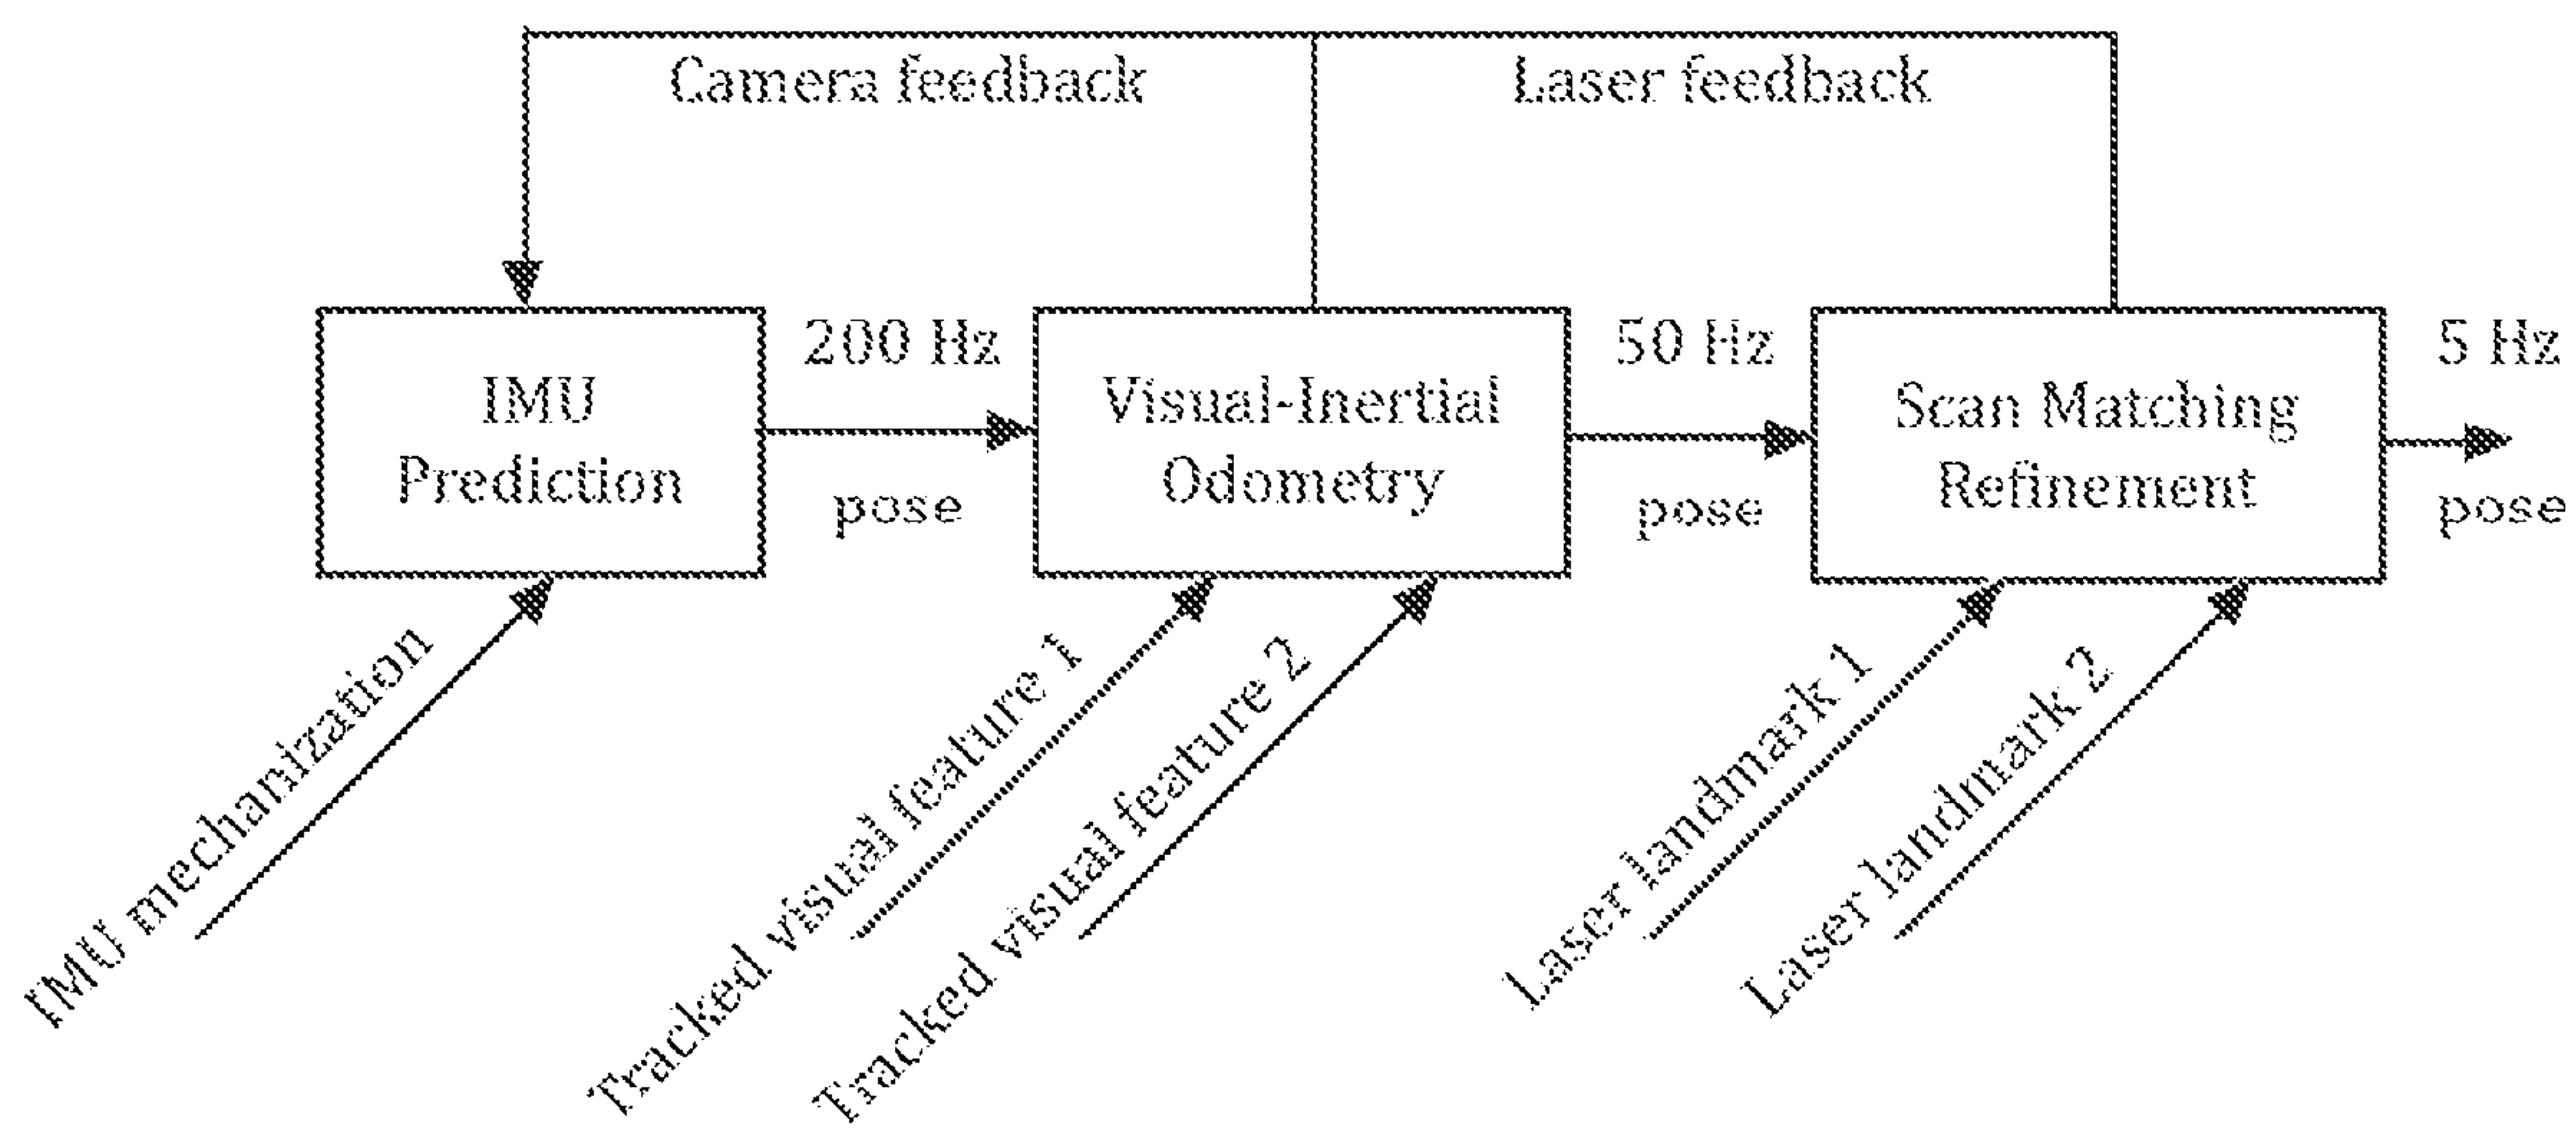 Camera feedback
Laser feedback
IMU
Prediction
200 Hz
pose
Visual-Inertial
Odometry
50 Hz
pose
Scan Matching
Refinement
5 Hz
pose
IMU mechanization
Tracked visual feature 1
Tracked visual feature 2
Laser landmark 1
Laser landmark 2